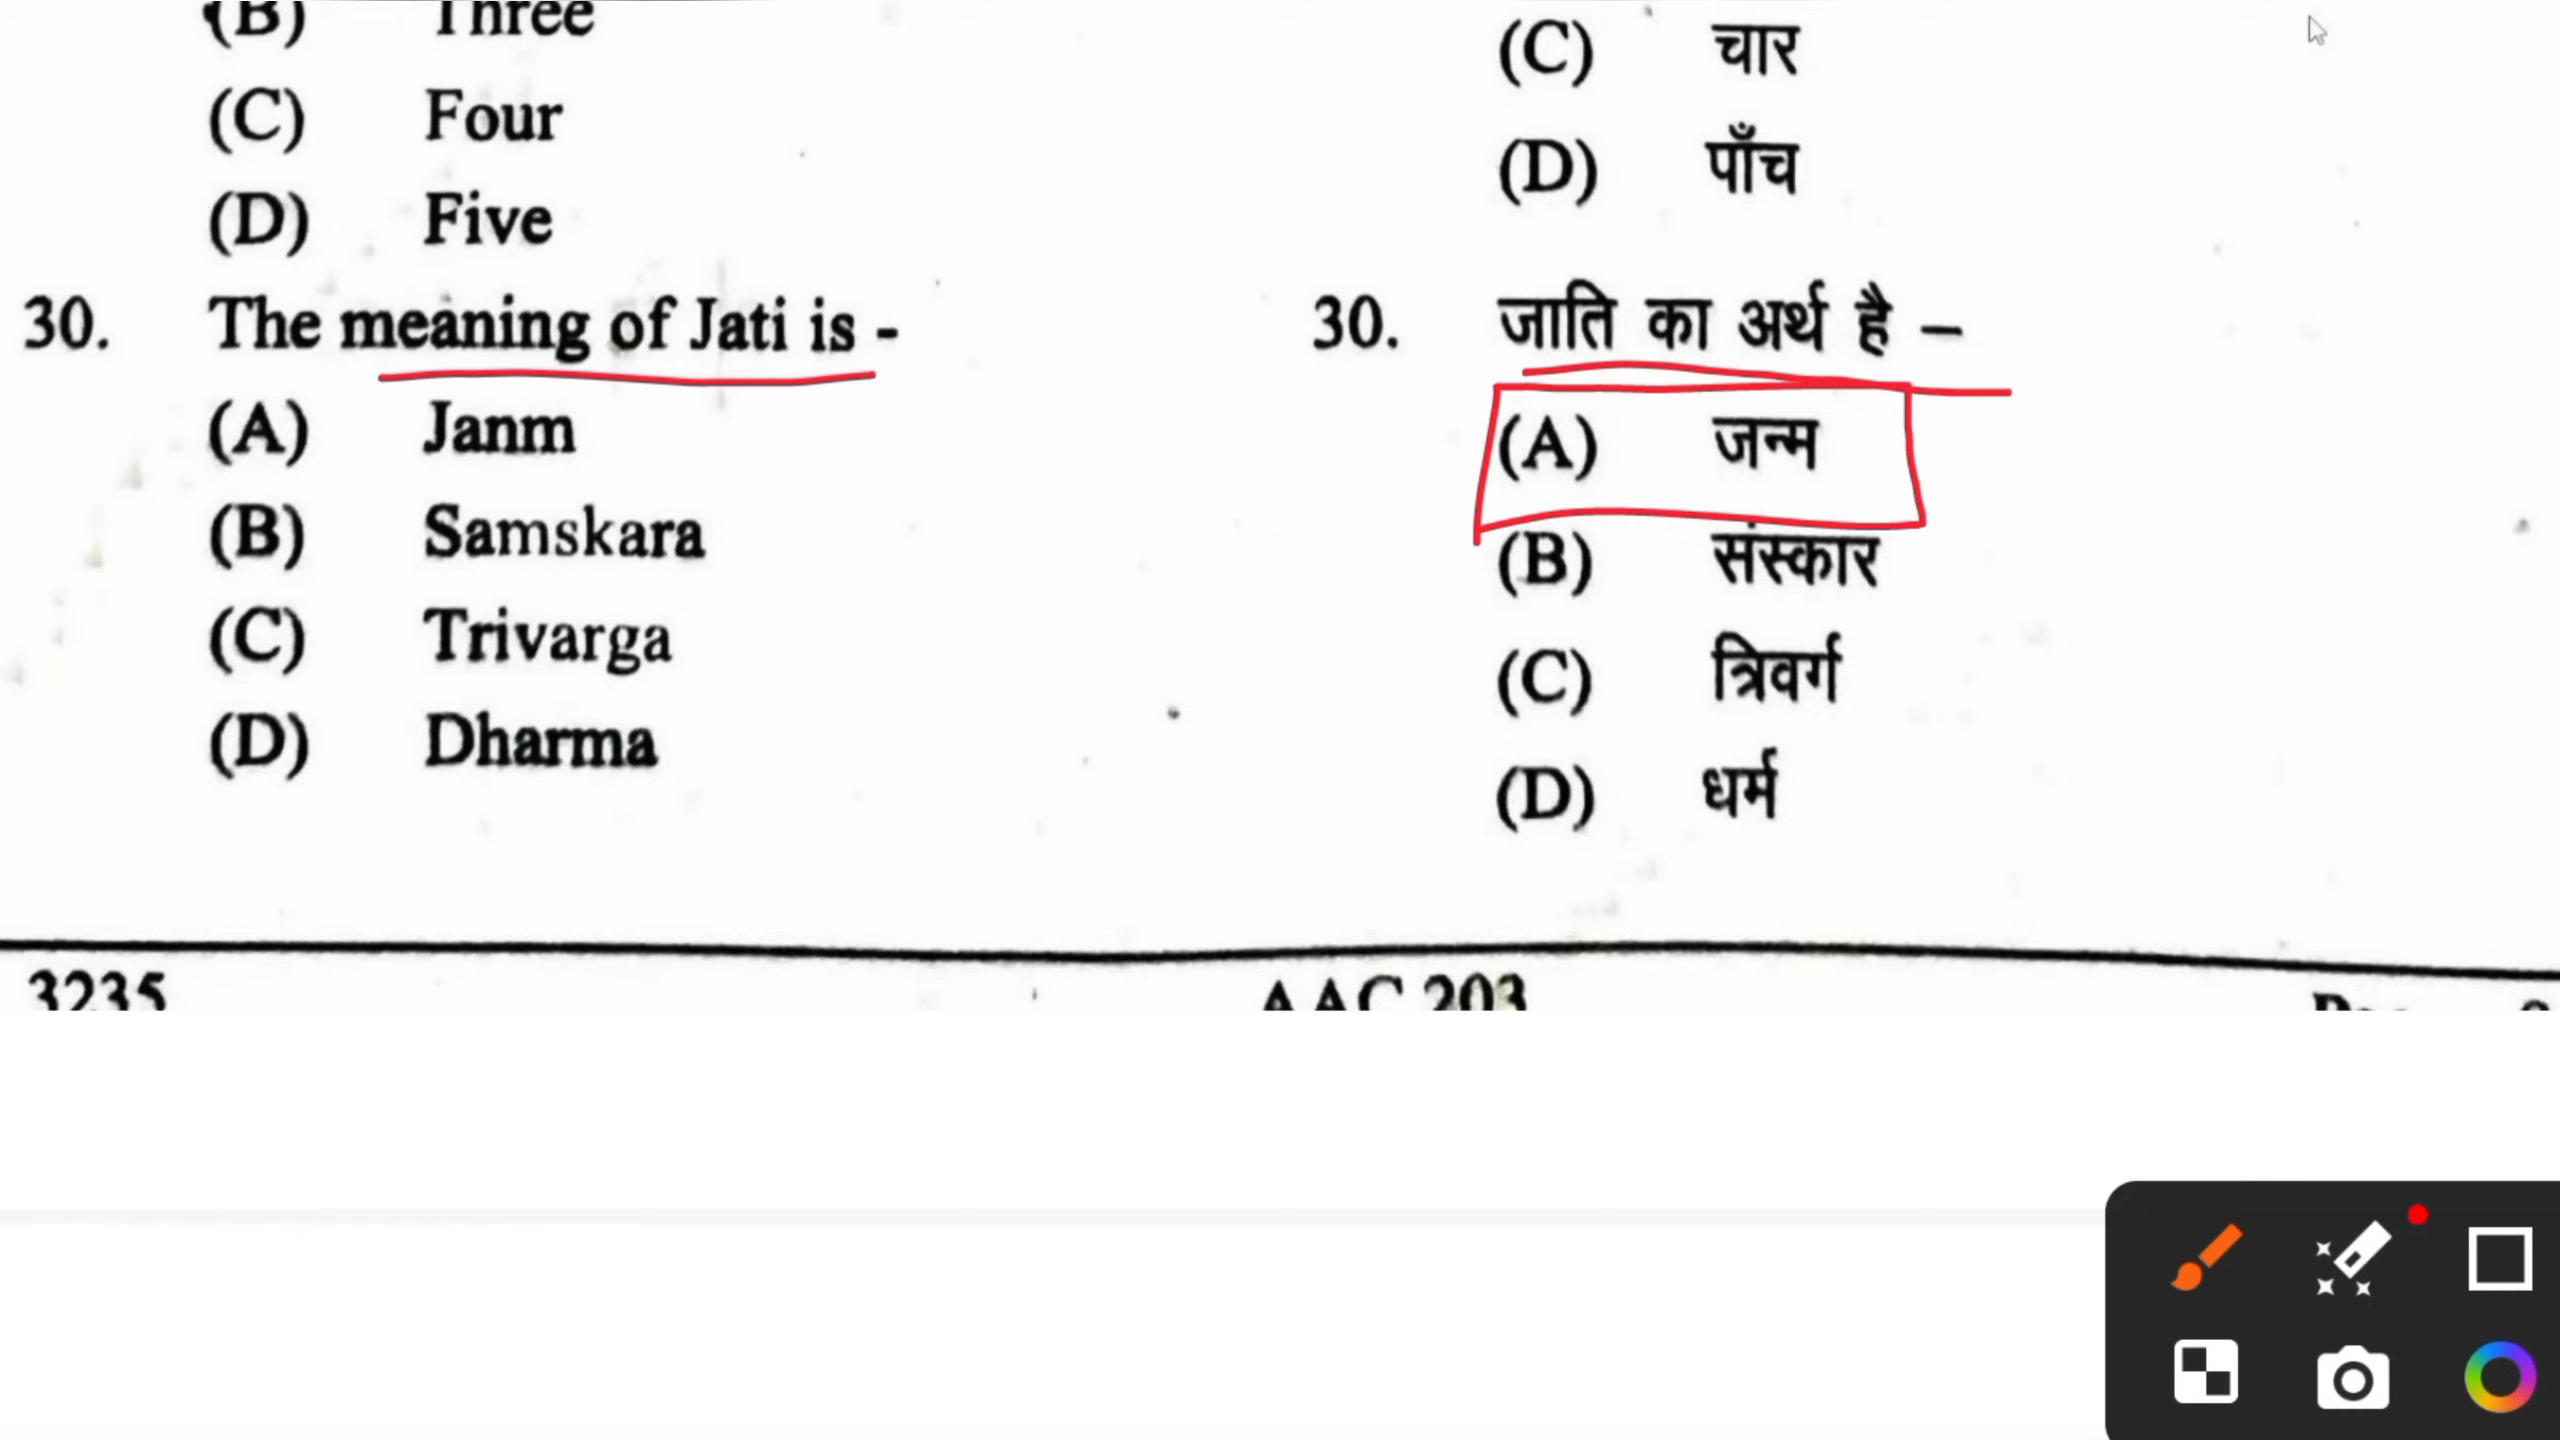 (B) Three
(C) Four
(D) Five
30. The meaning of Jati is -
(A) Janm
(B) Samskara
(C) Trivarga
(D) Dharma
(C) चार
(D) पाँच
30. जाति का अर्थ है –
(A) जन्म
(B) संस्कार
(C) त्रिवर्ग
(D) धर्म
3235 AAC 203